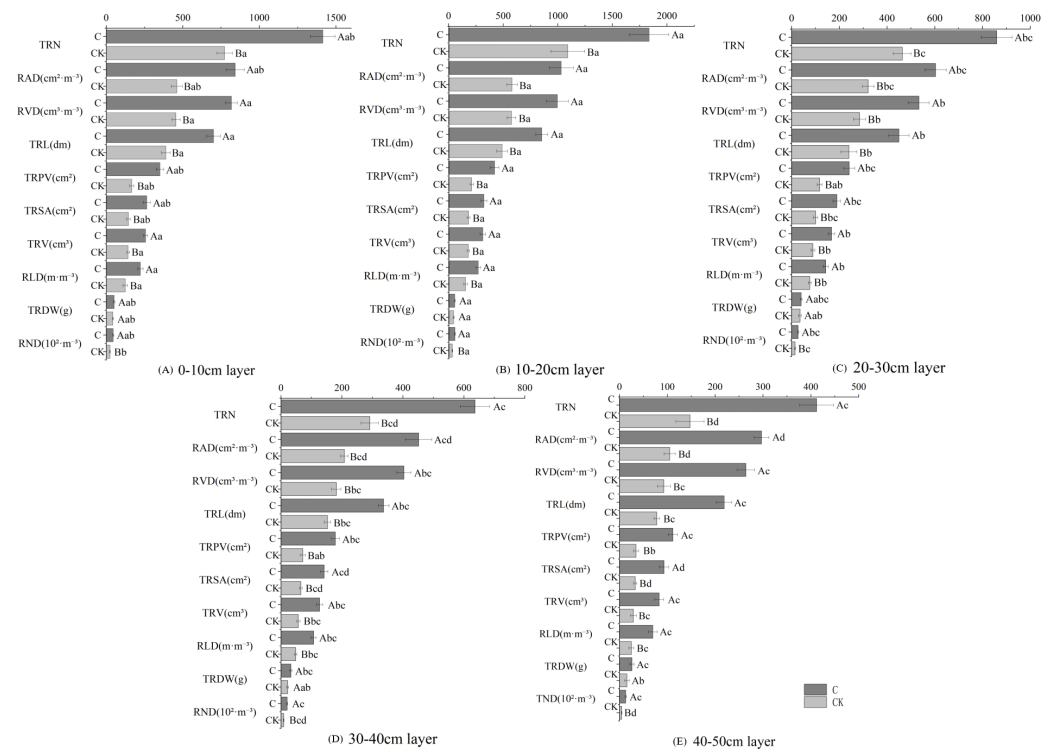 0 500 1000 1500
TRN
C Aab
CK Ba
RAD(cm²·m⁻³)
C Aab
CK Bab
RVD(cm³·m⁻³)
C Aa
CK Ba
TRL(dm)
C Aa
CK Ba
TRPV(cm²)
C Aab
CK Bab
TRSA(cm²)
C Aab
CK Bab
TRV(cm³)
C Aa
CK Ba
RLD(m·m⁻³)
C Aa
CK Ba
TRDW(g)
C Aab
CK Aab
RND(10²·m⁻³)
C Aab
CK Bb
(A) 0-10cm layer
0 500 1000 1500 2000
TRN
C Aa
CK Ba
RAD(cm²·m⁻³)
C Aa
CK Ba
RVD(cm³·m⁻³)
C Aa
CK Ba
TRL(dm)
C Aa
CK Ba
TRPV(cm²)
C Aa
CK Ba
TRSA(cm²)
C Aa
CK Ba
TRV(cm³)
C Aa
CK Ba
RLD(m·m⁻³)
C Aa
CK Ba
TRDW(g)
C Aa
CK Aa
RND(10²·m⁻³)
C Aa
CK Ba
(B) 10-20cm layer
0 200 400 600 800 1000
TRN
C Abc
CK Bc
RAD(cm²·m⁻³)
C Abc
CK Bbc
RVD(cm³·m⁻³)
C Ab
CK Bb
TRL(dm)
C Ab
CK Bb
TRPV(cm²)
C Abc
CK Bab
TRSA(cm²)
C Abc
CK Bbc
TRV(cm³)
C Ab
CK Bb
RLD(m·m⁻³)
C Ab
CK Bb
TRDW(g)
C Aabc
CK Aab
RND(10²·m⁻³)
C Abc
CK Bc
(C) 20-30cm layer
0 200 400 600 800
TRN
C Ac
CK Bcd
RAD(cm²·m⁻³)
C Acd
CK Bcd
RVD(cm³·m⁻³)
C Abc
CK Bbc
TRL(dm)
C Abc
CK Bbc
TRPV(cm²)
C Abc
CK Bab
TRSA(cm²)
C Acd
CK Bcd
TRV(cm³)
C Abc
CK Bbc
RLD(m·m⁻³)
C Abc
CK Bbc
TRDW(g)
C Abc
CK Aab
RND(10²·m⁻³)
C Ac
CK Bcd
(D) 30-40cm layer
0 100 200 300 400 500
TRN
C Ac
CK Bd
RAD(cm²·m⁻³)
C Ad
CK Bd
RVD(cm³·m⁻³)
C Ac
CK Bc
TRL(dm)
C Ac
CK Bc
TRPV(cm²)
C Ac
CK Bb
TRSA(cm²)
C Ad
CK Bd
TRV(cm³)
C Ac
CK Bc
RLD(m·m⁻³)
C Ac
CK Bc
TRDW(g)
C Ac
CK Ab
TND(10²·m⁻³)
C Ac
CK Bd
(E) 40-50cm layer
C
CK